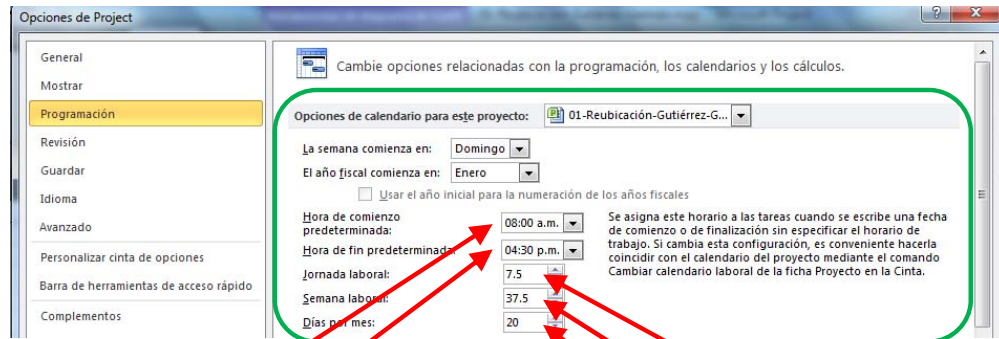 Opciones de Project
General
Mostrar
Programación
Revisión
Guardar
Idioma
Avanzado
Personalizar cinta de opciones
Barra de herramientas de acceso rápido
Complementos
Cambie opciones relacionadas con la programación, los calendarios y los cálculos.
Opciones de calendario para este proyecto: 01-Reubicación-Gutiérrez-G...
La semana comienza en: Domingo
El año fiscal comienza en: Enero
Usar el año inicial para la numeración de los años fiscales
Hora de comienzo
predeterminada: 08:00 a.m.
Hora de fin predeterminada: 04:30 p.m.
Jornada laboral: 7.5
Semana laboral: 37.5
Días por mes: 20
Se asigna este horario a las tareas cuando se escribe una fecha
de comienzo o de finalización sin especificar el horario de
trabajo. Si cambia esta configuración, es conveniente hacerla
coincidir con el calendario del proyecto mediante el comando
Cambiar calendario laboral de la ficha Proyecto en la Cinta.